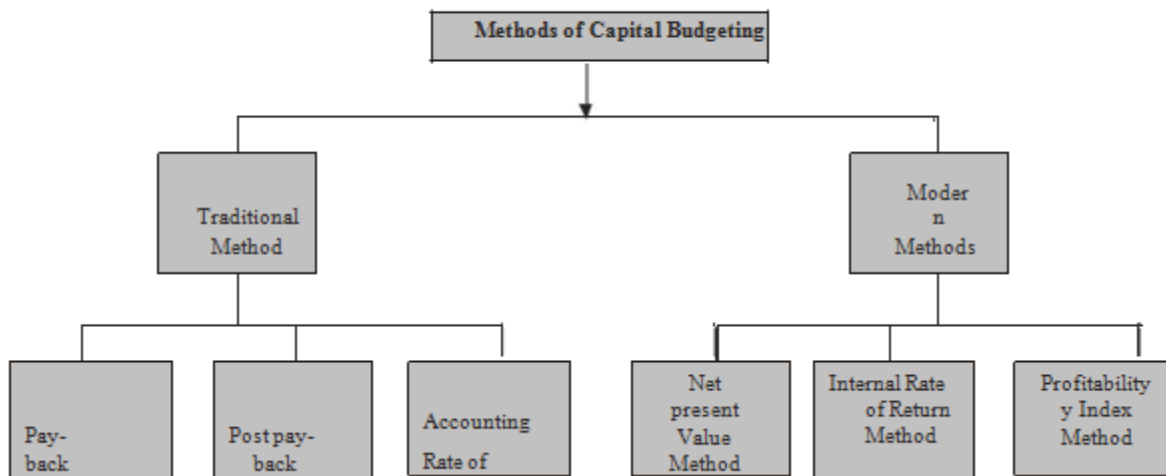 Methods of Capital Budgeting
Traditional
Method
Moder
n
Methods
Pay-
back
Post pay-
back
Accounting
Rate of
Net
present
Value
Method
Internal Rate
of Return
Method
Profitability
y Index
Method